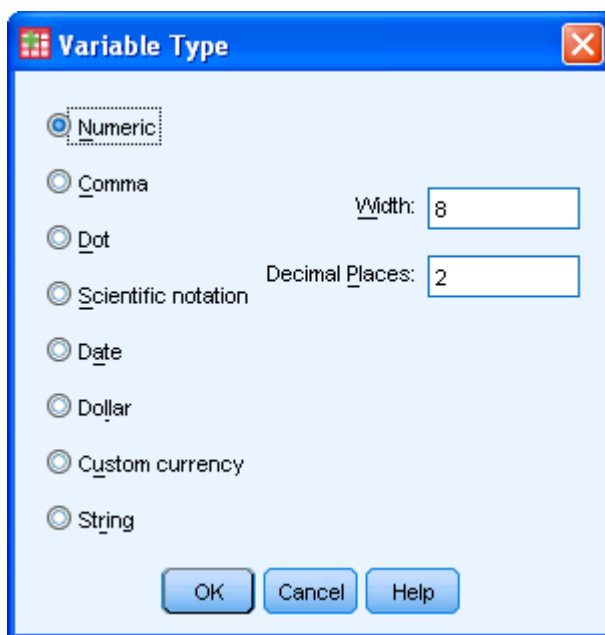 Variable Type
Numeric
Comma
Width: 8
Dot
Decimal Places: 2
Scientific notation
Date
Dollar
Custom currency
String
OK Cancel Help